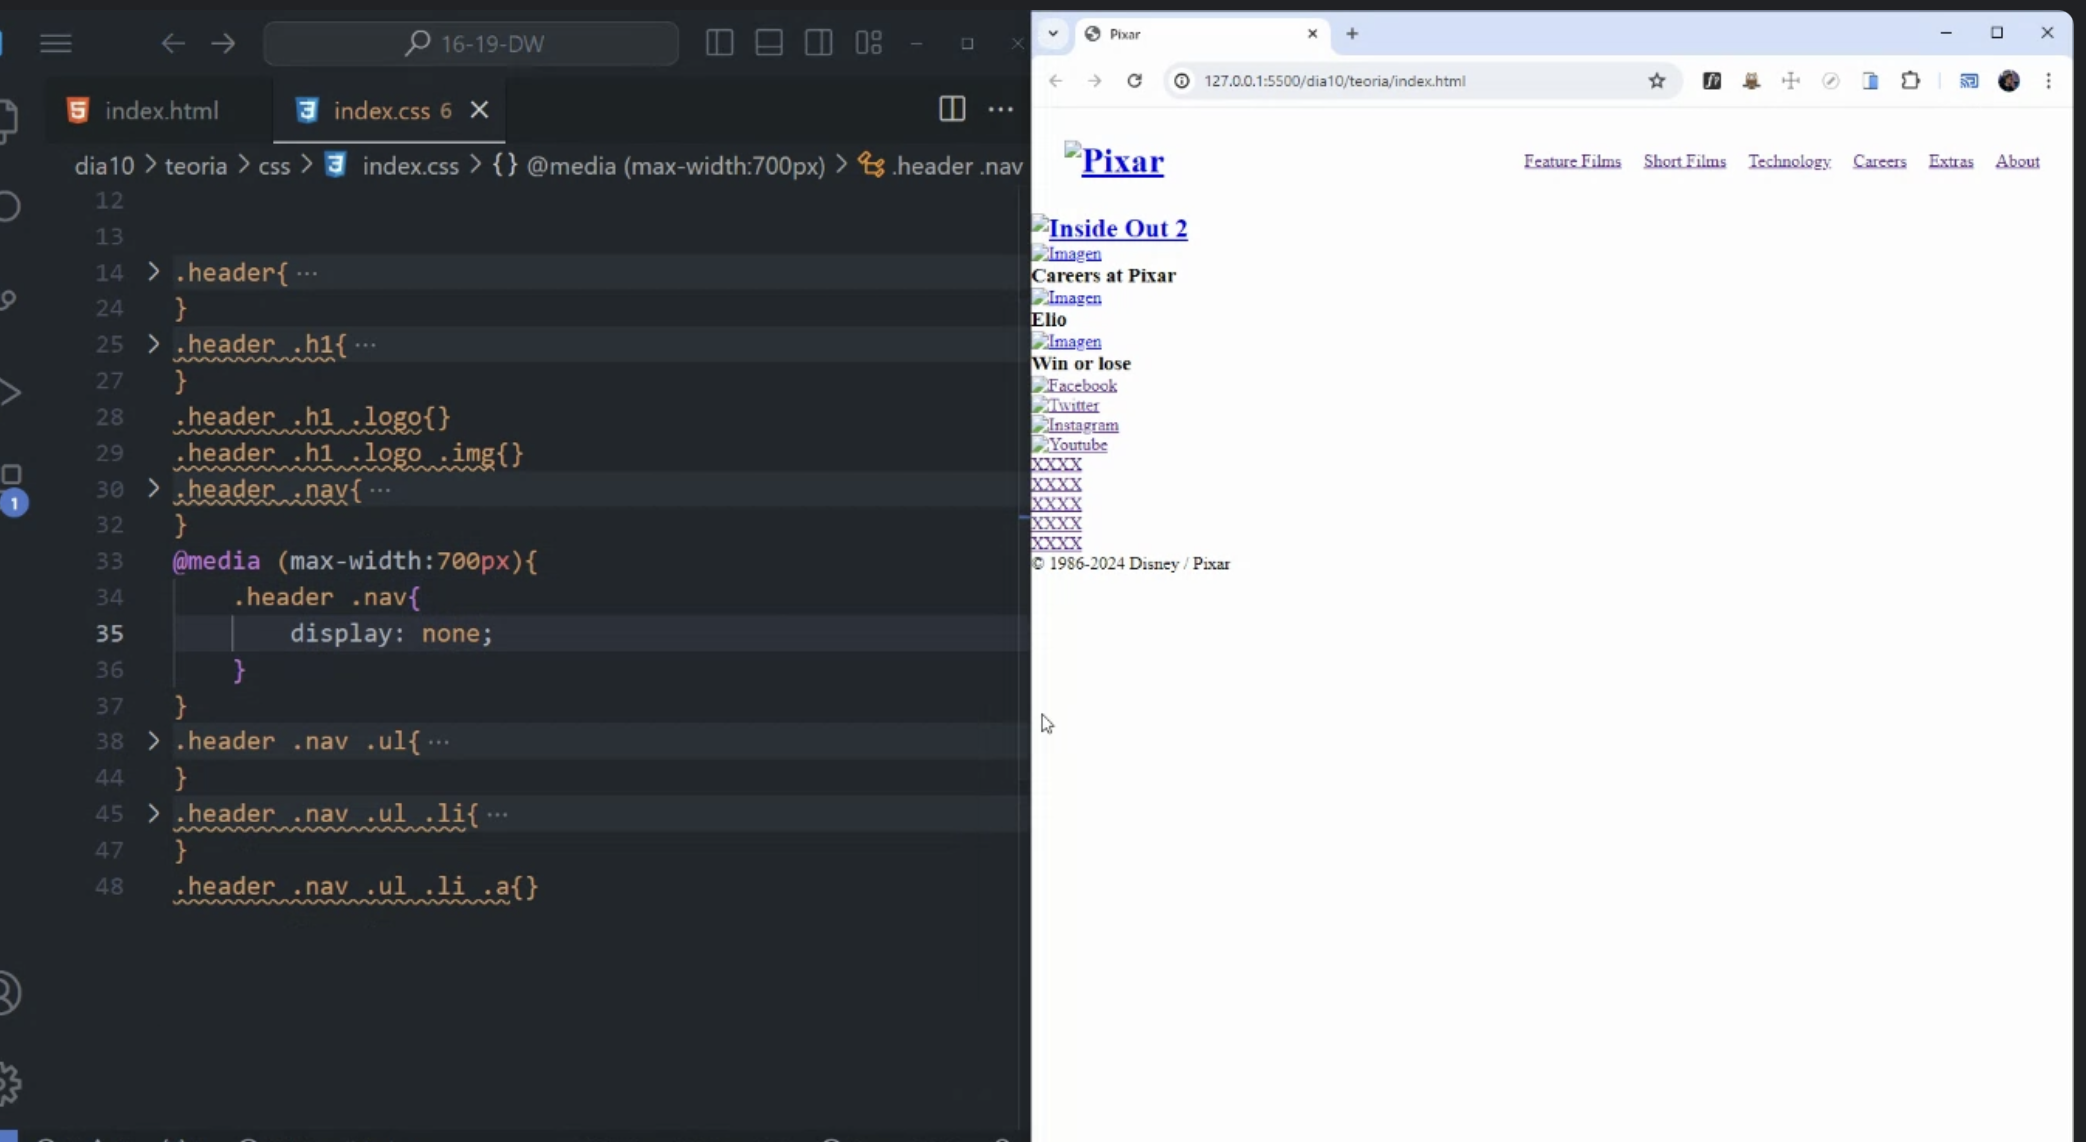 16-19-DW
index.html
index.css 6
dia10 > teoria > css > index.css > {} @media (max-width:700px) > .header .nav
12
13
14 .header{ ···
24 }
25 .header .h1{ ···
27 }
28 .header .h1 .logo{}
29 .header .h1 .logo .img{}
30 .header .nav{ ···
32 }
33 @media (max-width:700px){
34 .header .nav{
35 display: none;
36 }
37 }
38 .header .nav .ul{ ···
44 }
45 .header .nav .ul .li{ ···
47 }
48 .header .nav .ul .li .a{}
1
Pixar
127.0.0.1:5500/dia10/teoria/index.html
Pixar
Feature Films Short Films Technology Careers Extras About
Inside Out 2
Imagen
Careers at Pixar
Imagen
Elio
Imagen
Win or lose
Facebook
Twitter
Instagram
Youtube
XXXX
XXXX
XXXX
XXXX
XXXX
© 1986-2024 Disney / Pixar